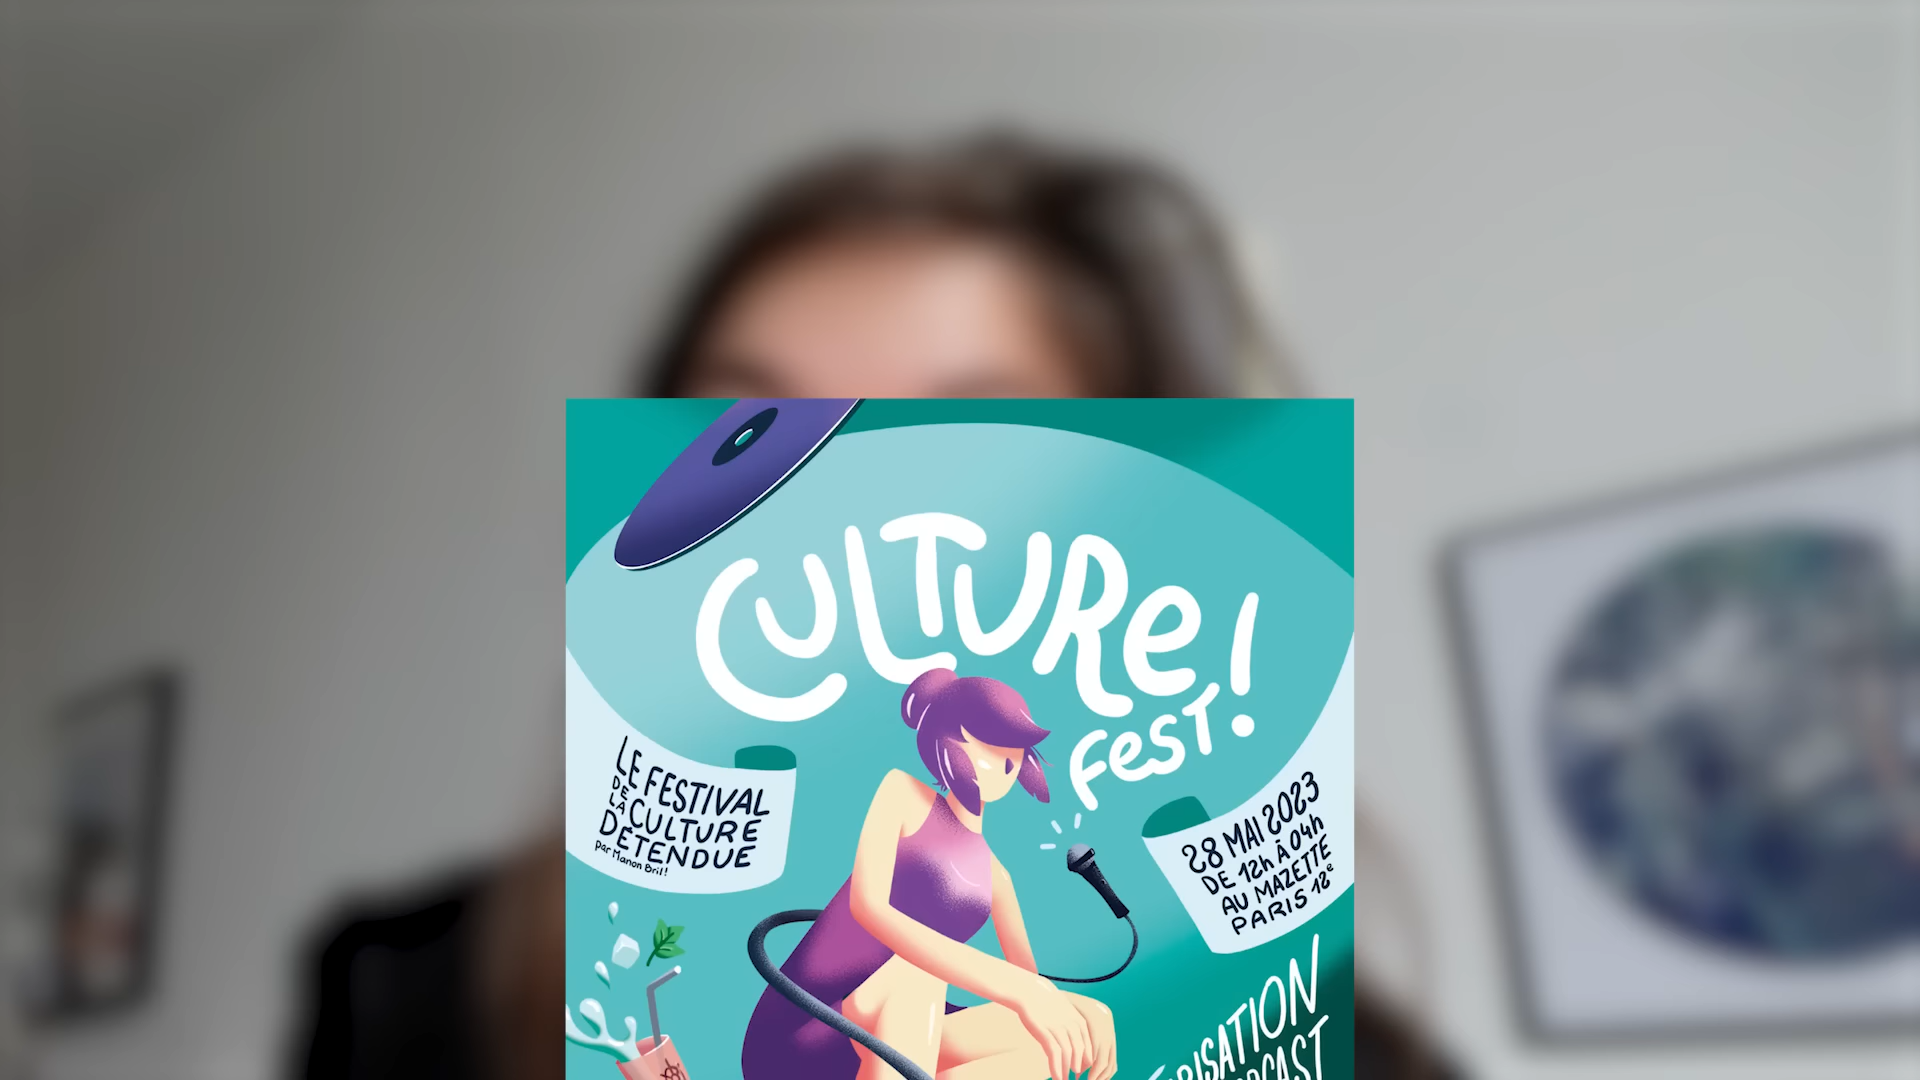 CULTURE!
FEST
LE FESTIVAL
DE LA CULTURE
DÉTENDUE
par Manon Bril!
28 MAI 2023
DE 12h À 04h
AU MAZETTE
PARIS 12e